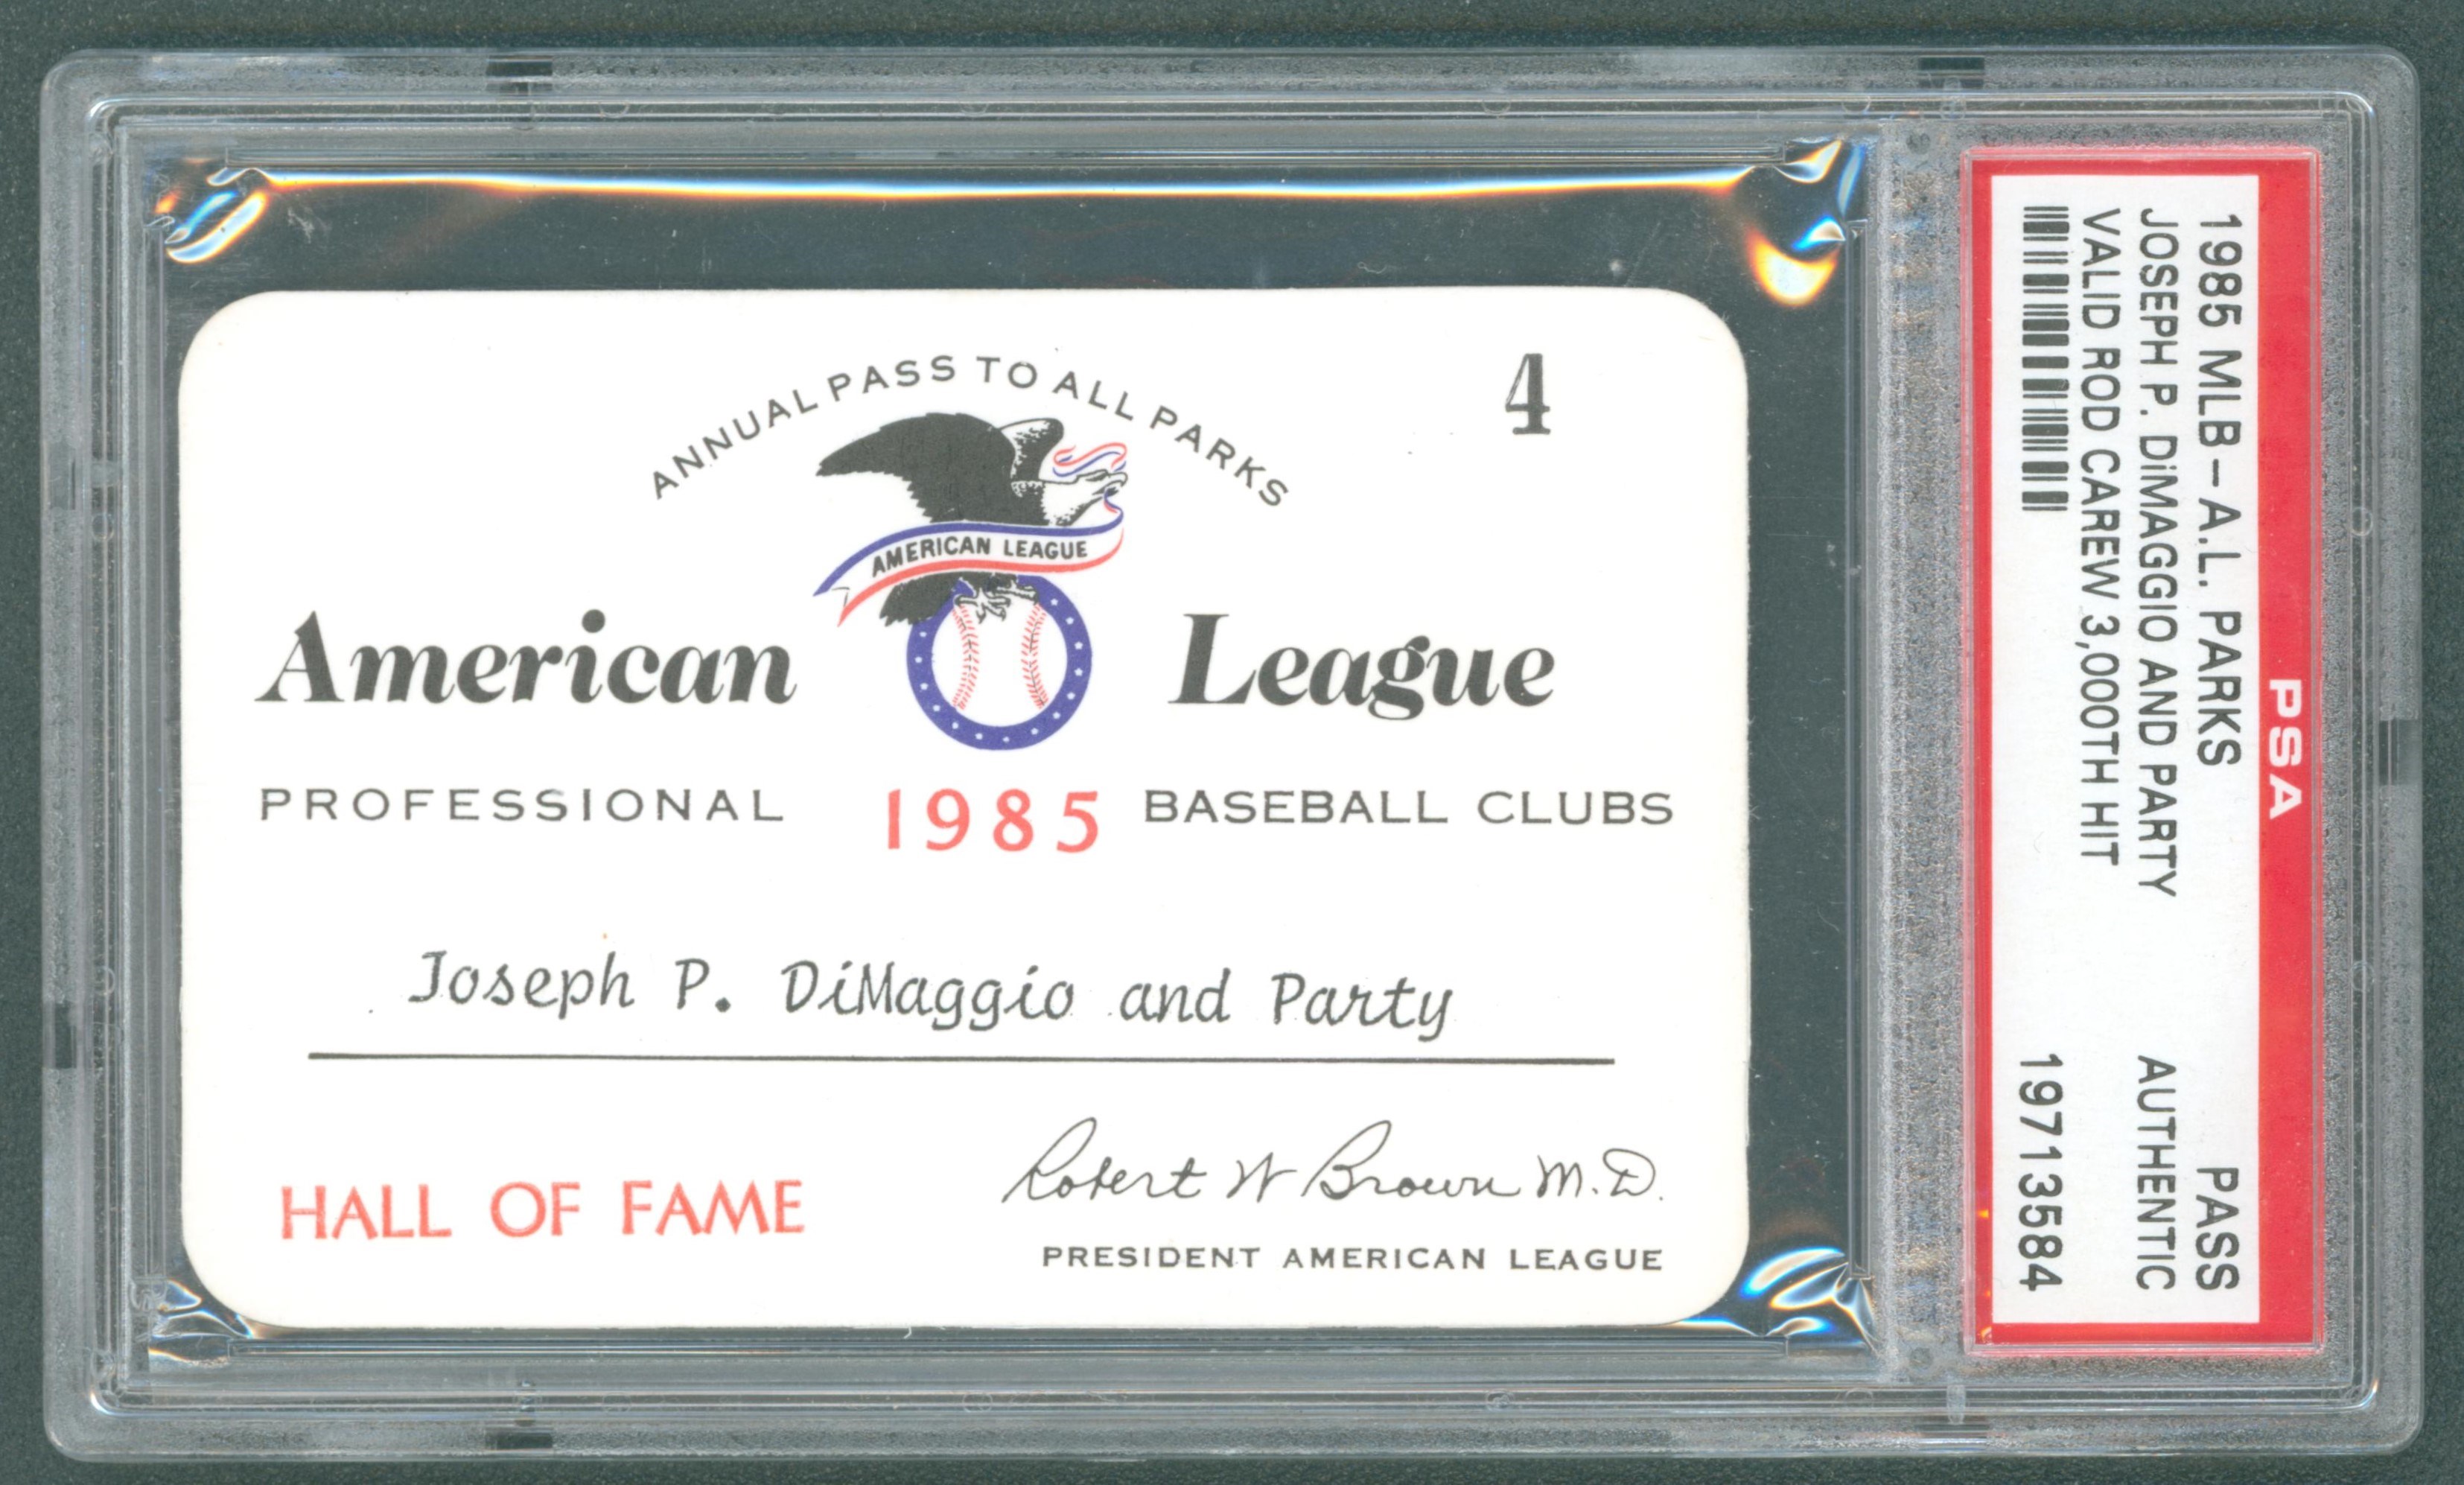 ANNUAL PASS TO ALL PARKS
4
AMERICAN LEAGUE
American League
PROFESSIONAL 1985 BASEBALL CLUBS
Joseph P. DiMaggio and Party
HALL OF FAME
Robert W Brown M.D.
PRESIDENT AMERICAN LEAGUE
PSA
1985 MLB - A.L. PARKS PASS
JOSEPH P. DiMAGGIO AND PARTY AUTHENTIC
VALID ROD CAREW 3,000TH HIT
19713584